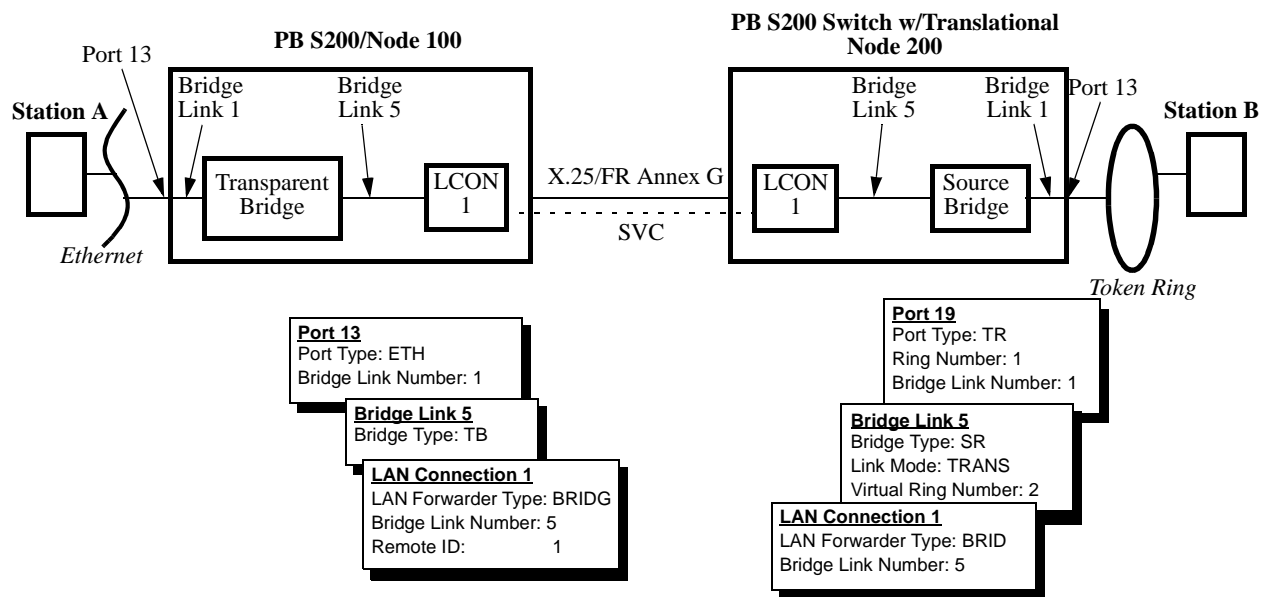 PB S200/Node 100
PB S200 Switch w/Translational
Node 200
Port 13
Bridge
Link 1
Bridge
Link 5
Bridge
Link 5
Bridge
Link 1
Port 13
Station A
Station B
Transparent
Bridge
LCON
1
X.25/FR Annex G
SVC
LCON
1
Source
Bridge
Ethernet
Token Ring
Port 13
Port Type: ETH
Bridge Link Number: 1
Bridge Link 5
Bridge Type: TB
LAN Connection 1
LAN Forwarder Type: BRIDG
Bridge Link Number: 5
Remote ID: 1
Port 19
Port Type: TR
Ring Number: 1
Bridge Link Number: 1
Bridge Link 5
Bridge Type: SR
Link Mode: TRANS
Virtual Ring Number: 2
LAN Connection 1
LAN Forwarder Type: BRID
Bridge Link Number: 5